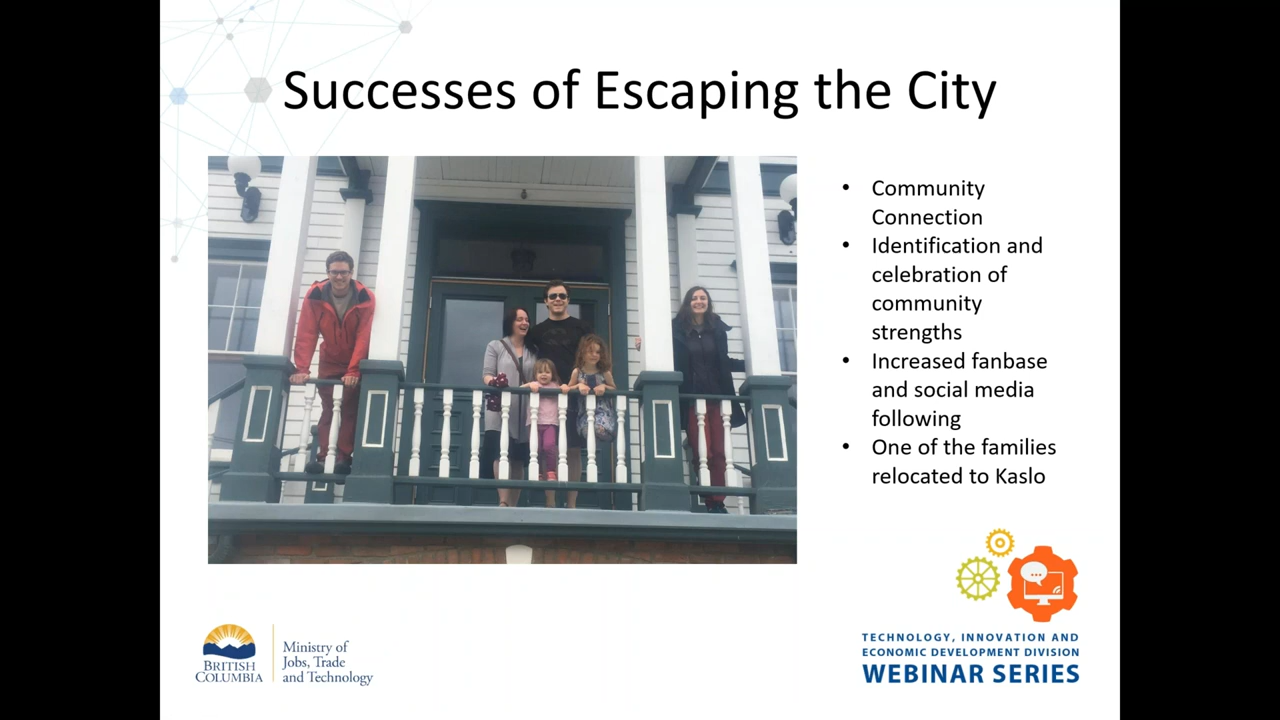 Successes of Escaping the City
• Community
Connection
• Identification and
celebration of
community
strengths
• Increased fanbase
and social media
following
• One of the families
relocated to Kaslo
BRITISH
COLUMBIA
Ministry of
Jobs, Trade
and Technology
TECHNOLOGY, INNOVATION AND
ECONOMIC DEVELOPMENT DIVISION
WEBINAR SERIES